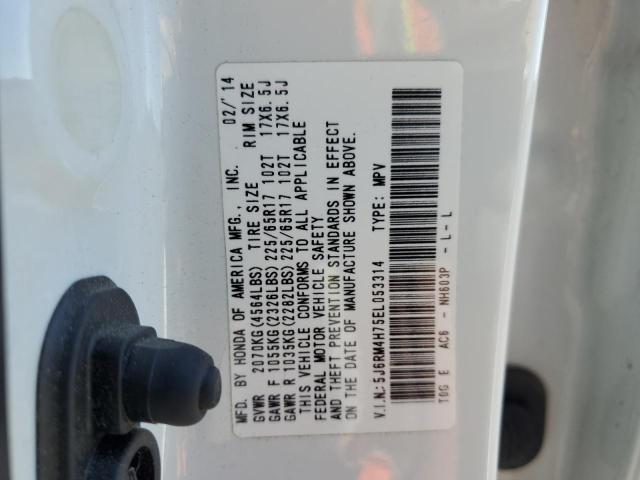 MFD. BY HONDA OF AMERICA MFG., INC. 02/'14
GVWR 2070KG(4564LBS) TIRE SIZE RIM SIZE
GAWR F 1055KG(2326LBS) 225/65R17 102T 17X6.5J
GAWR R 1035KG(2282LBS) 225/65R17 102T 17X6.5J
THIS VEHICLE CONFORMS TO ALL APPLICABLE
FEDERAL MOTOR VEHICLE SAFETY
AND THEFT PREVENTION STANDARDS IN EFFECT
ON THE DATE OF MANUFACTURE SHOWN ABOVE.
V.I.N.:5J6RM4H75EL053314 TYPE: MPV
T0G E AC6 - NH603P - L - L